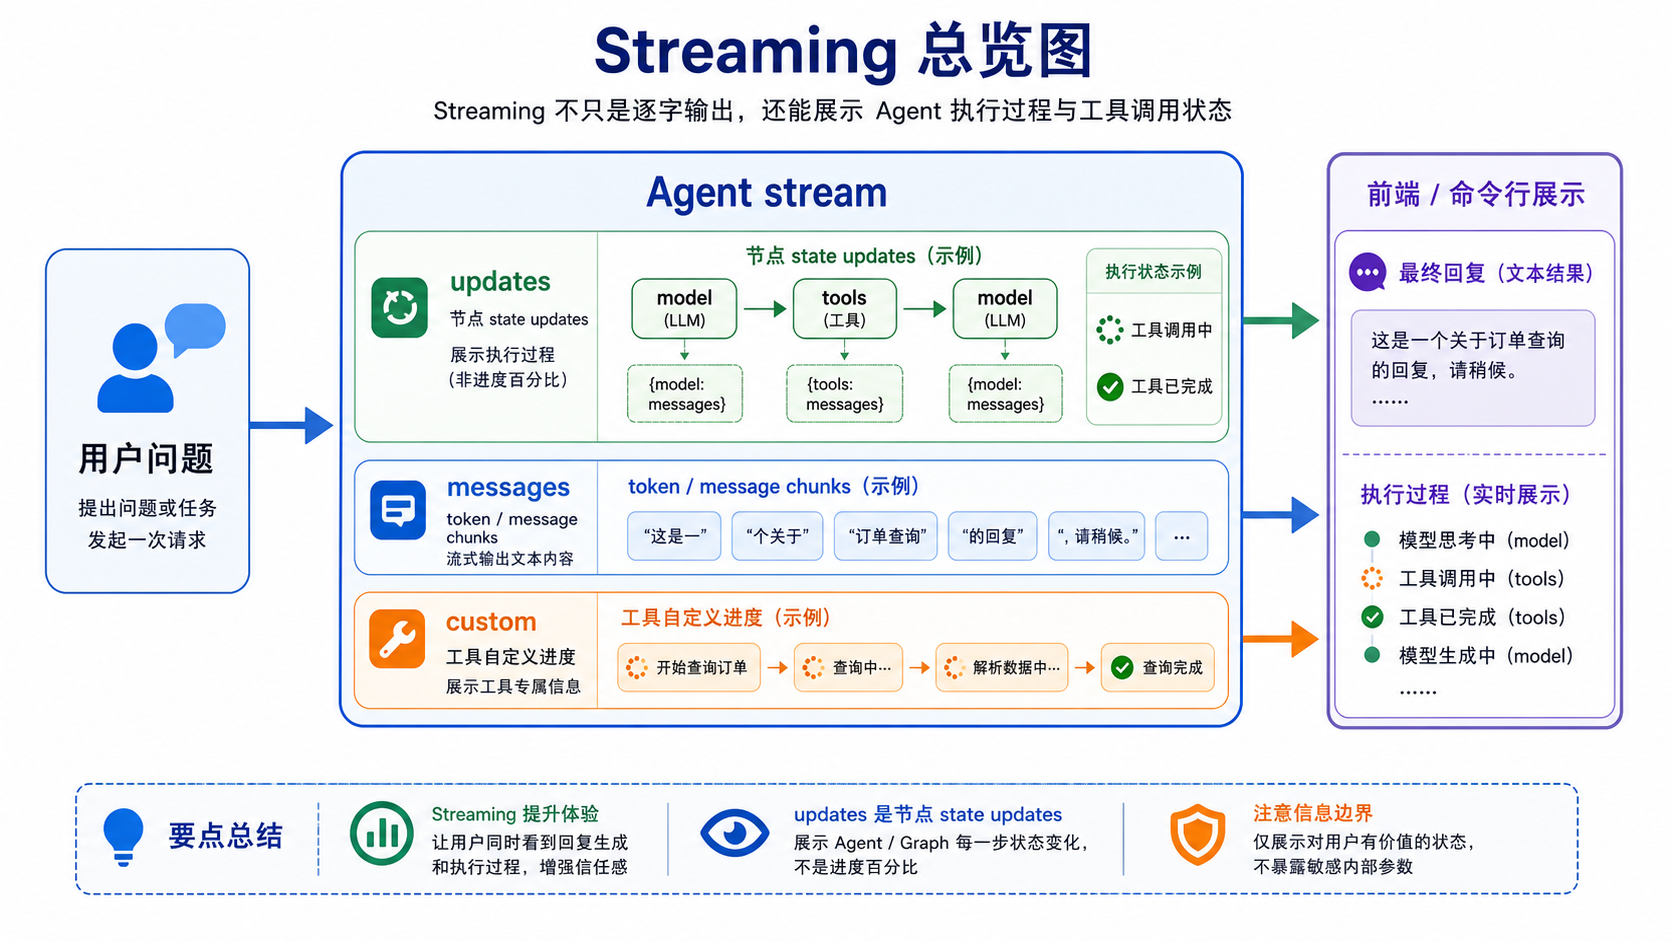 Streaming 总览图
Streaming 不只是逐字输出，还能展示 Agent 执行过程与工具调用状态
用户问题
提出问题或任务
发起一次请求
Agent stream
updates
节点 state updates
展示执行过程
（非进度百分比）
节点 state updates（示例）
model
(LLM)
tools
(工具)
model
(LLM)
{model:
messages}
{tools:
messages}
{model:
messages}
执行状态示例
工具调用中
工具已完成
messages
token / message
chunks
流式输出文本内容
token / message chunks（示例）
“这是一”
“个关于”
“订单查询”
“的回复”
“, 请稍候。”
...
custom
工具自定义进度
展示工具专属信息
工具自定义进度（示例）
开始查询订单
查询中...
解析数据中...
查询完成
前端 / 命令行展示
最终回复（文本结果）
这是一个关于订单查询
的回复，请稍候。
......
执行过程（实时展示）
模型思考中（model）
工具调用中（tools）
工具已完成（tools）
模型生成中（model）
......
要点总结
Streaming 提升体验
让用户同时看到回复生成
和执行过程，增强信任感
updates 是节点 state updates
展示 Agent / Graph 每一步状态变化，
不是进度百分比
注意信息边界
仅展示对用户有价值的状态，
不暴露敏感内部参数